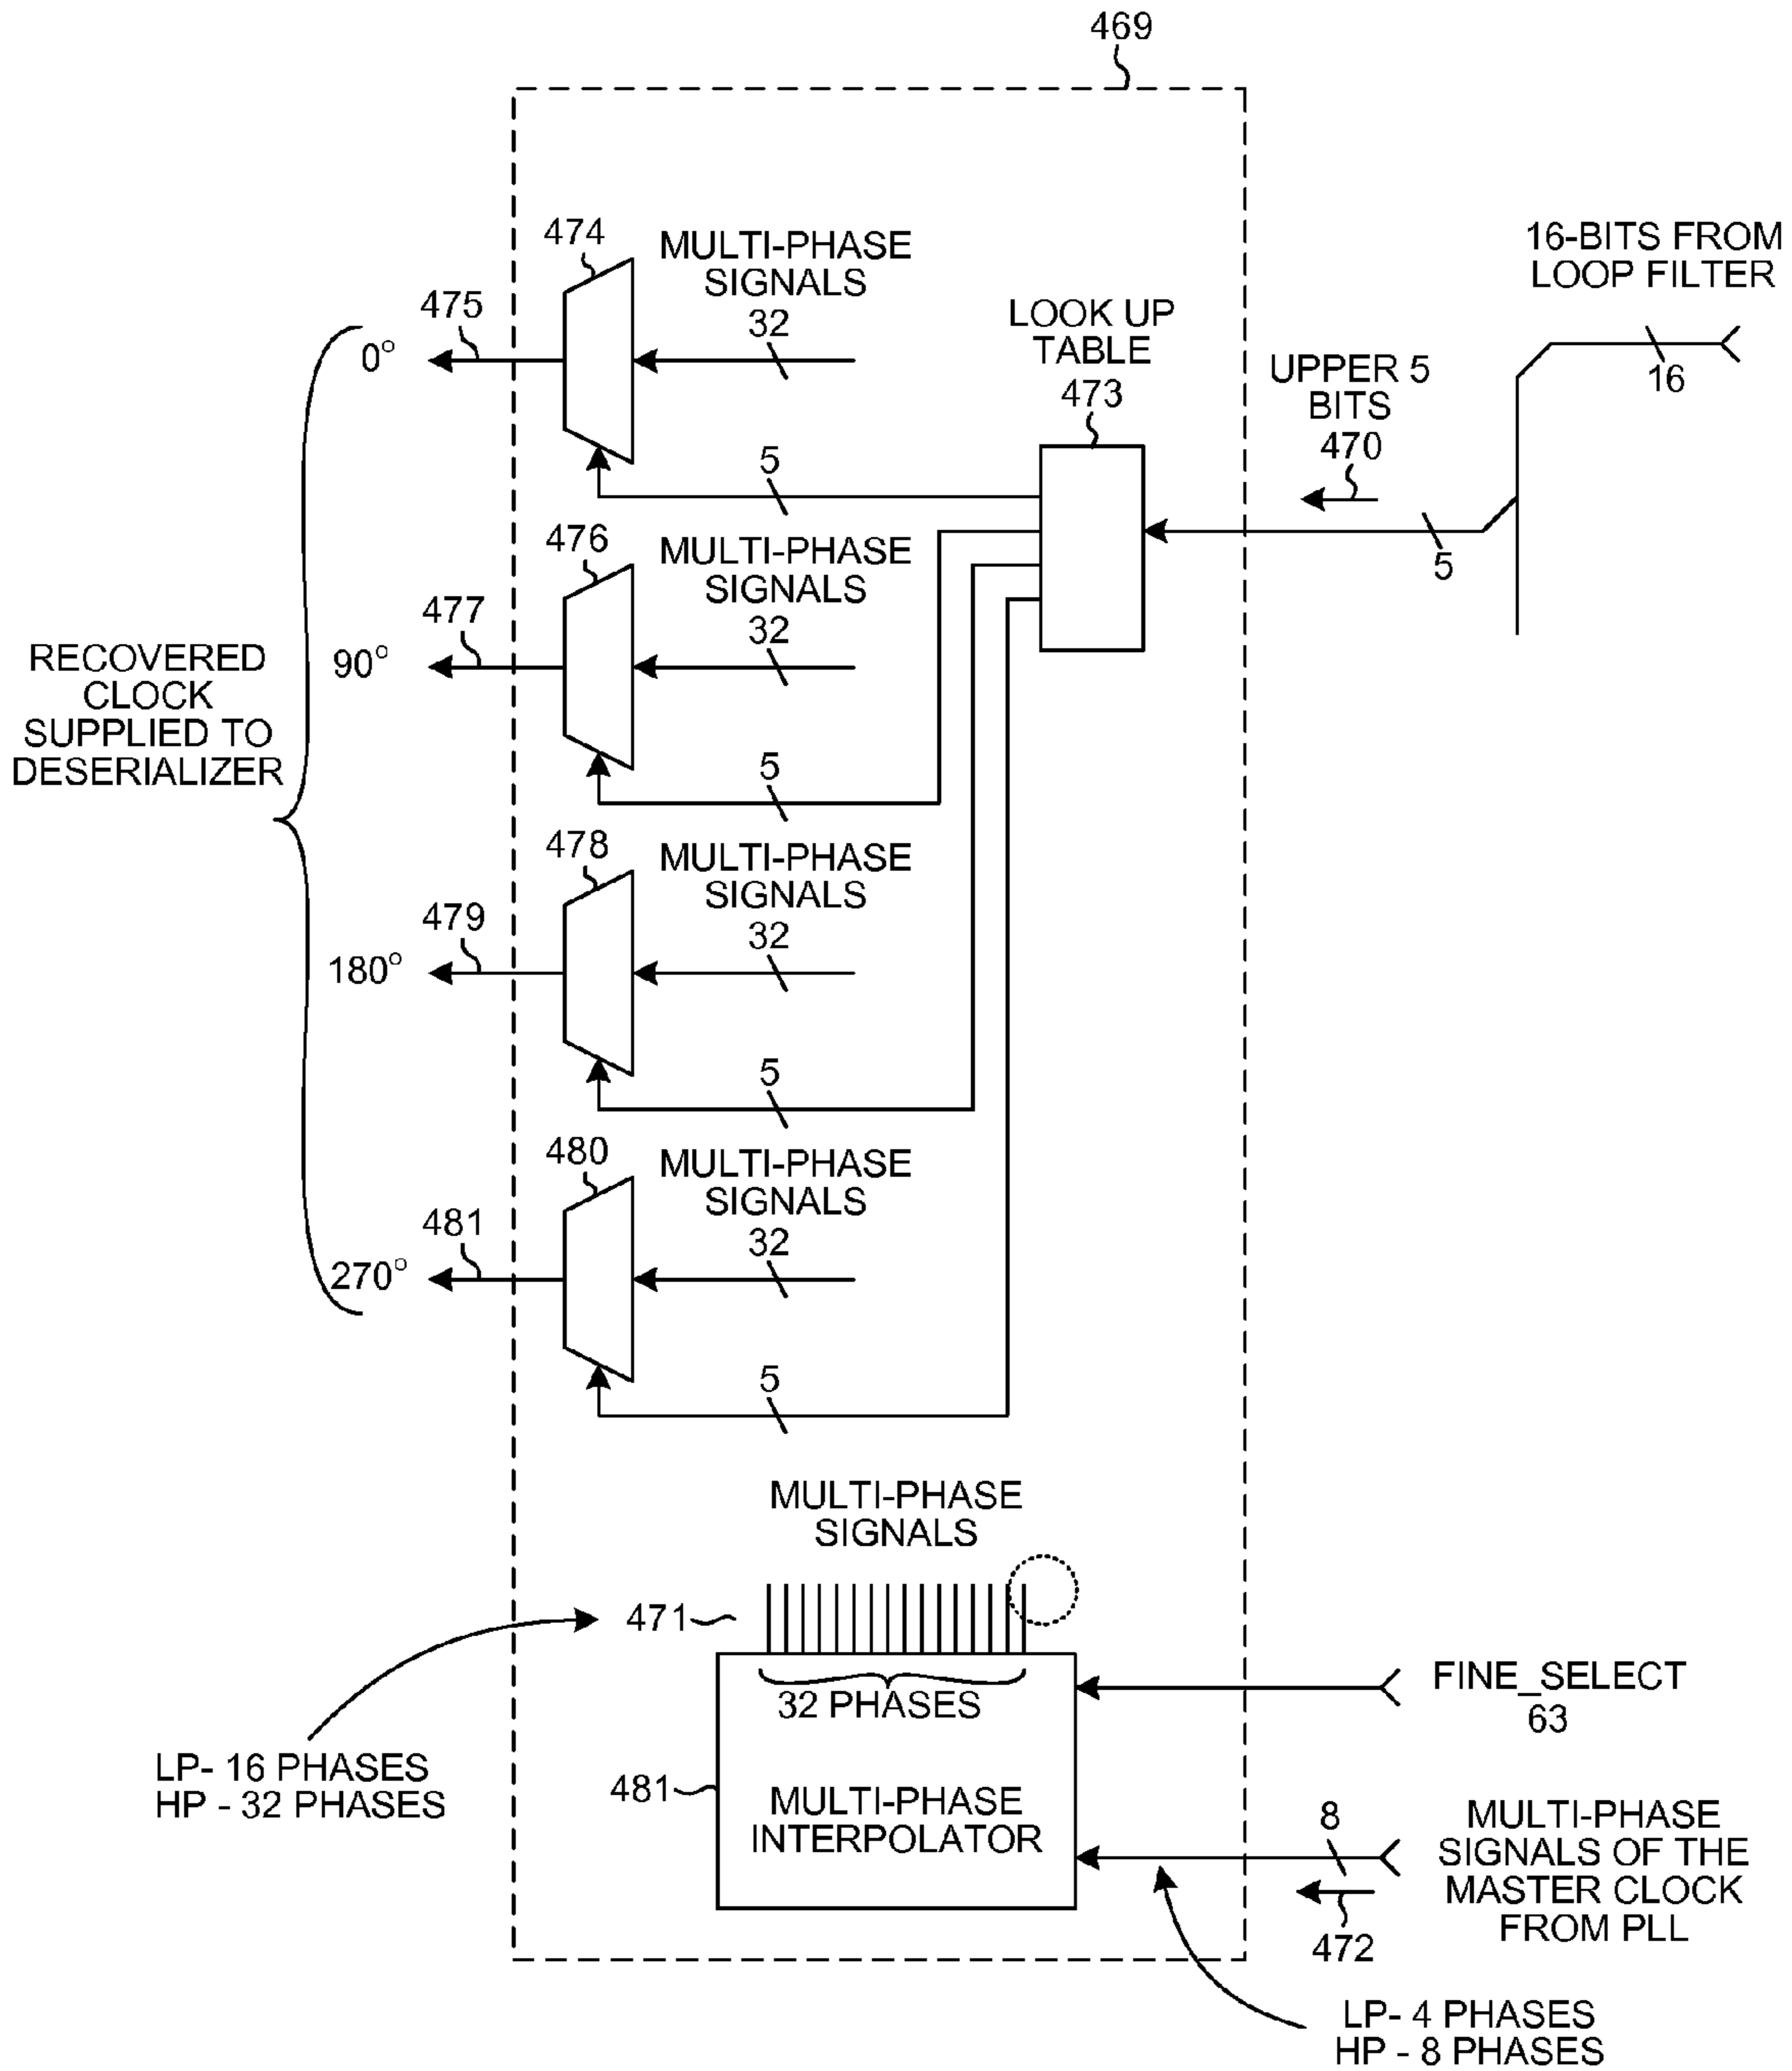 469
474
MULTI-PHASE
SIGNALS
32
475
0°
5
LOOK UP
TABLE
473
UPPER 5
BITS
470
5
16-BITS FROM
LOOP FILTER
16
476
MULTI-PHASE
SIGNALS
32
477
90°
5
RECOVERED
CLOCK
SUPPLIED TO
DESERIALIZER
478
MULTI-PHASE
SIGNALS
32
479
180°
5
480
MULTI-PHASE
SIGNALS
32
481
270°
5
MULTI-PHASE
SIGNALS
471
32 PHASES
LP- 16 PHASES
HP - 32 PHASES
481
MULTI-PHASE
INTERPOLATOR
FINE_SELECT
63
8
472
MULTI-PHASE
SIGNALS OF THE
MASTER CLOCK
FROM PLL
LP- 4 PHASES
HP - 8 PHASES